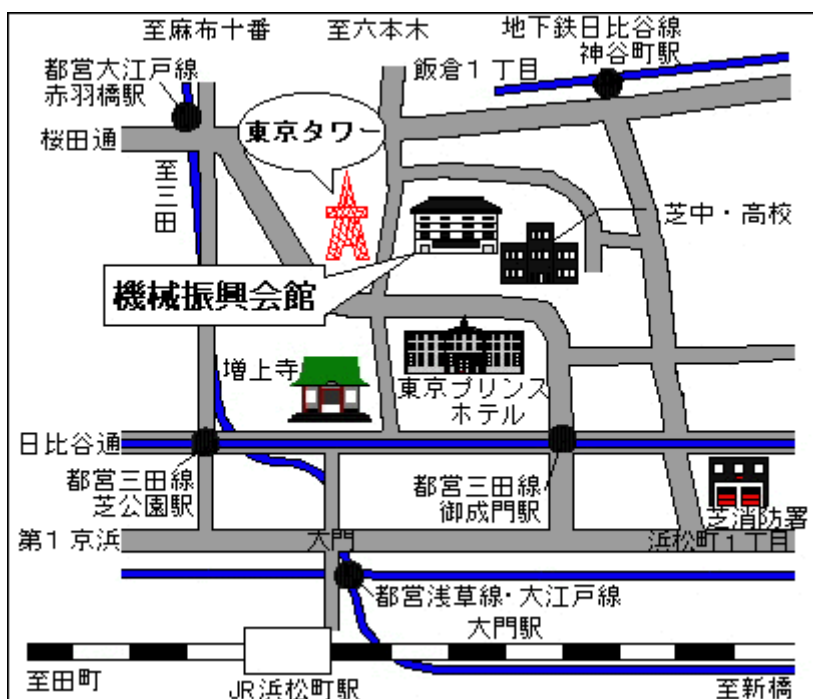 至麻布十番
至六本木
地下鉄日比谷線
神谷町駅
都営大江戸線
赤羽橋駅
飯倉1丁目
東京タワー
桜田通
至三田
芝中・高校
機械振興会館
増上寺
東京プリンス
ホテル
日比谷通
都営三田線
芝公園駅
都営三田線
御成門駅
芝消防署
第1京浜
大門
浜松町1丁目
都営浅草線・大江戸線
大門駅
至田町
JR浜松町駅
至新橋